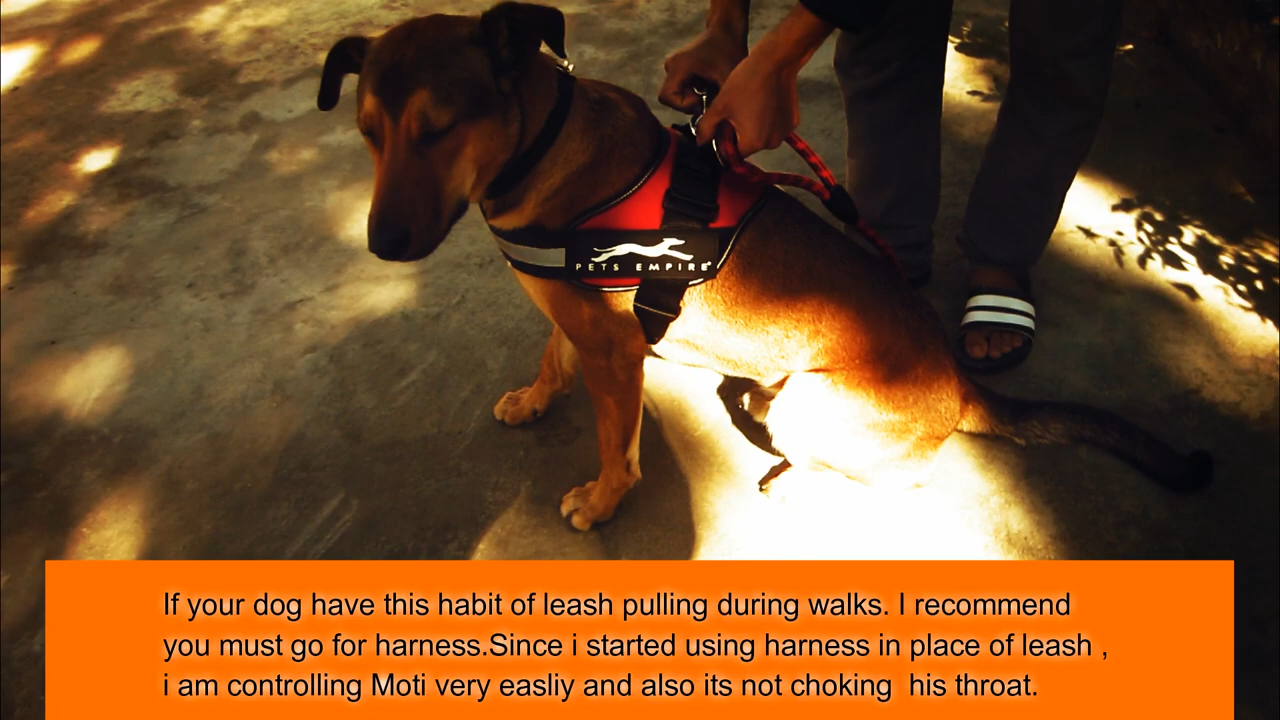 PETS EMPIRE
If your dog have this habit of leash pulling during walks. I recommend
you must go for harness.Since i started using harness in place of leash ,
i am controlling Moti very easliy and also its not choking  his throat.